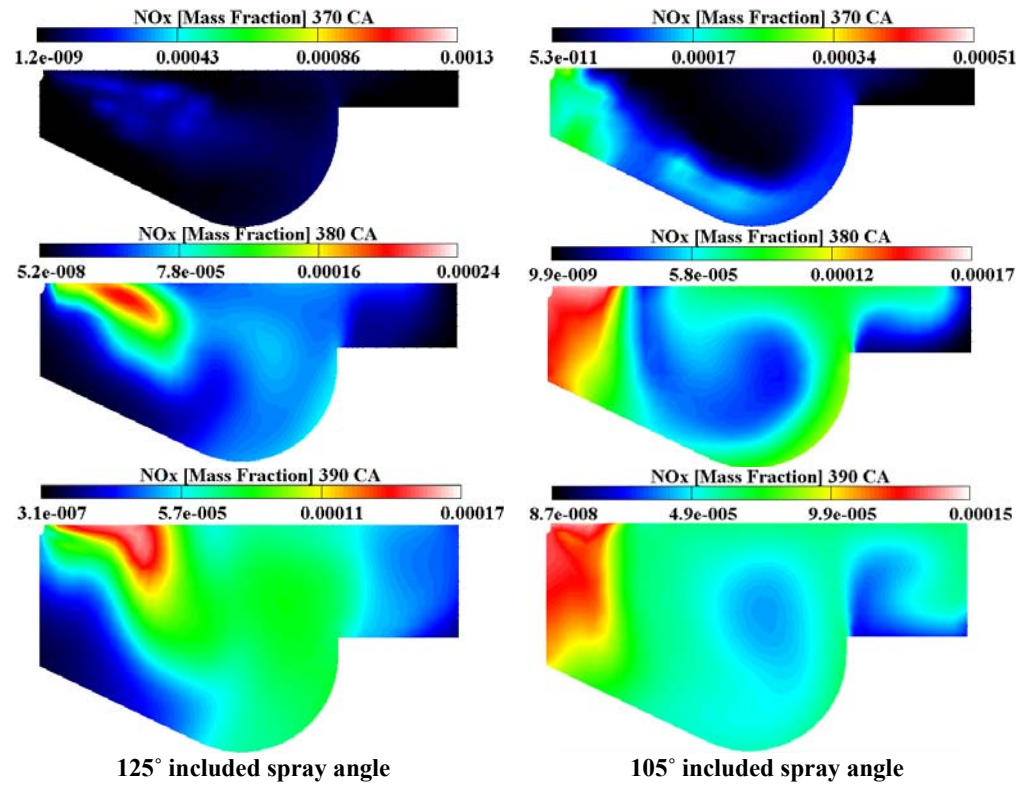 NOx [Mass Fraction] 370 CA
1.2e-009 0.00043 0.00086 0.0013
NOx [Mass Fraction] 370 CA
5.3e-011 0.00017 0.00034 0.00051
NOx [Mass Fraction] 380 CA
5.2e-008 7.8e-005 0.00016 0.00024
NOx [Mass Fraction] 380 CA
9.9e-009 5.8e-005 0.00012 0.00017
NOx [Mass Fraction] 390 CA
3.1e-007 5.7e-005 0.00011 0.00017
NOx [Mass Fraction] 390 CA
8.7e-008 4.9e-005 9.9e-005 0.00015
125° included spray angle
105° included spray angle